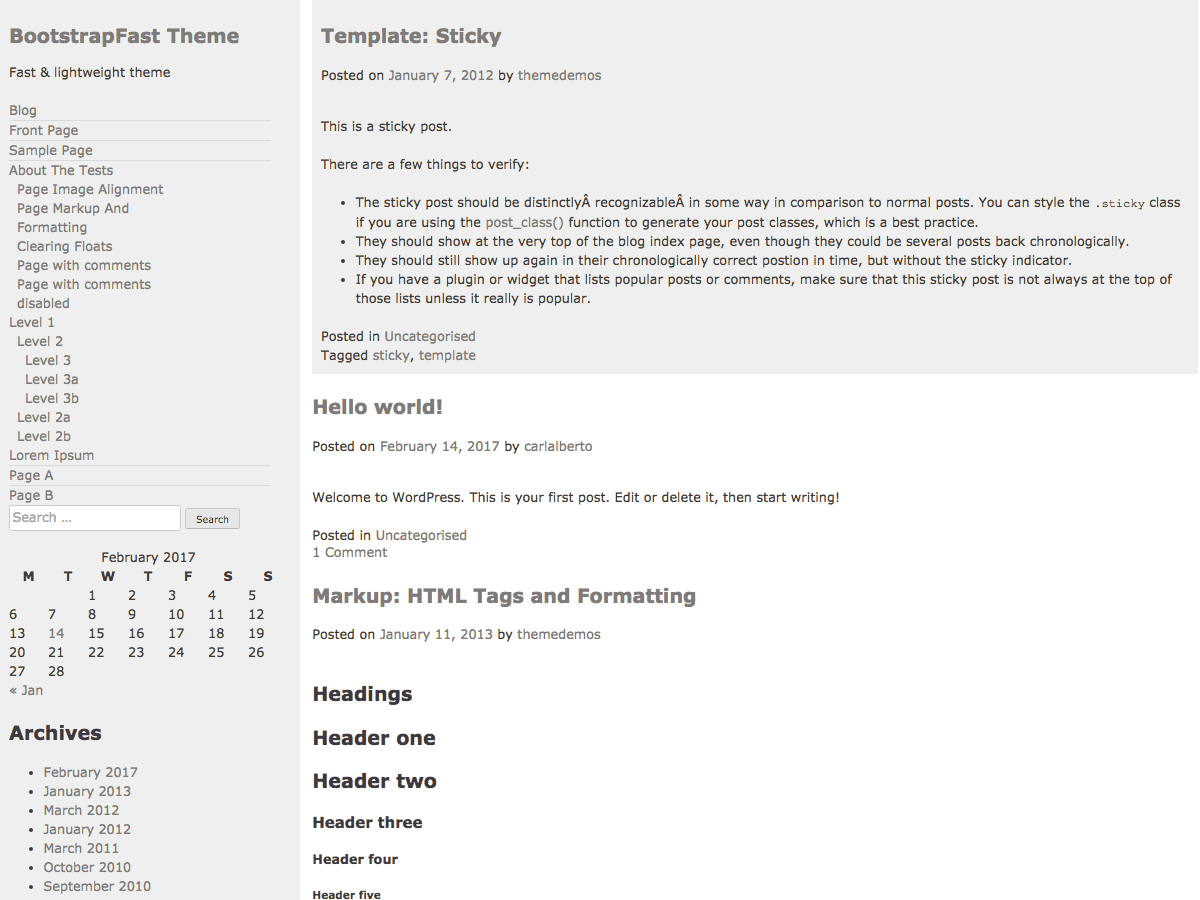 BootstrapFast Theme
Fast & lightweight theme
Blog
Front Page
Sample Page
About The Tests
Page Image Alignment
Page Markup And
Formatting
Clearing Floats
Page with comments
Page with comments
disabled
Level 1
Level 2
Level 3
Level 3a
Level 3b
Level 2a
Level 2b
Lorem Ipsum
Page A
Page B
Search ...
Search
February 2017
M T W T F S S
1 2 3 4 5
6 7 8 9 10 11 12
13 14 15 16 17 18 19
20 21 22 23 24 25 26
27 28
« Jan
Archives
February 2017
January 2013
March 2012
January 2012
March 2011
October 2010
September 2010
Template: Sticky
Posted on January 7, 2012 by themedemos
This is a sticky post.
There are a few things to verify:
The sticky post should be distinctlyÂ recognizableÂ in some way in comparison to normal posts. You can style the .sticky class
if you are using the post_class() function to generate your post classes, which is a best practice.
They should show at the very top of the blog index page, even though they could be several posts back chronologically.
They should still show up again in their chronologically correct postion in time, but without the sticky indicator.
If you have a plugin or widget that lists popular posts or comments, make sure that this sticky post is not always at the top of
those lists unless it really is popular.
Posted in Uncategorised
Tagged sticky, template
Hello world!
Posted on February 14, 2017 by carlalberto
Welcome to WordPress. This is your first post. Edit or delete it, then start writing!
Posted in Uncategorised
1 Comment
Markup: HTML Tags and Formatting
Posted on January 11, 2013 by themedemos
Headings
Header one
Header two
Header three
Header four
Header five